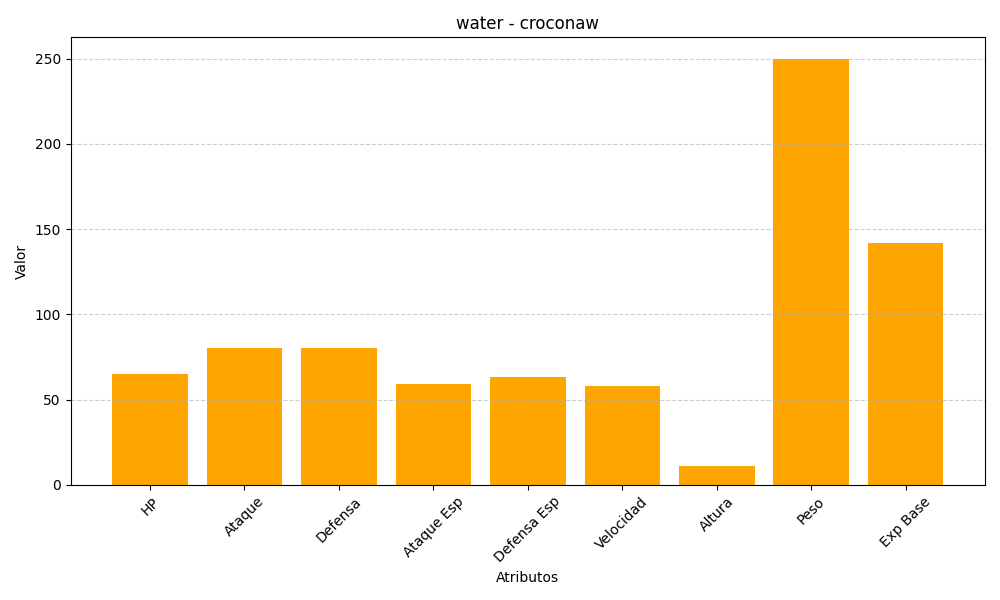 water - croconaw
Valor
250
200
150
100
50
0
HP
Ataque
Defensa
Ataque Esp
Defensa Esp
Velocidad
Altura
Peso
Exp Base
Atributos